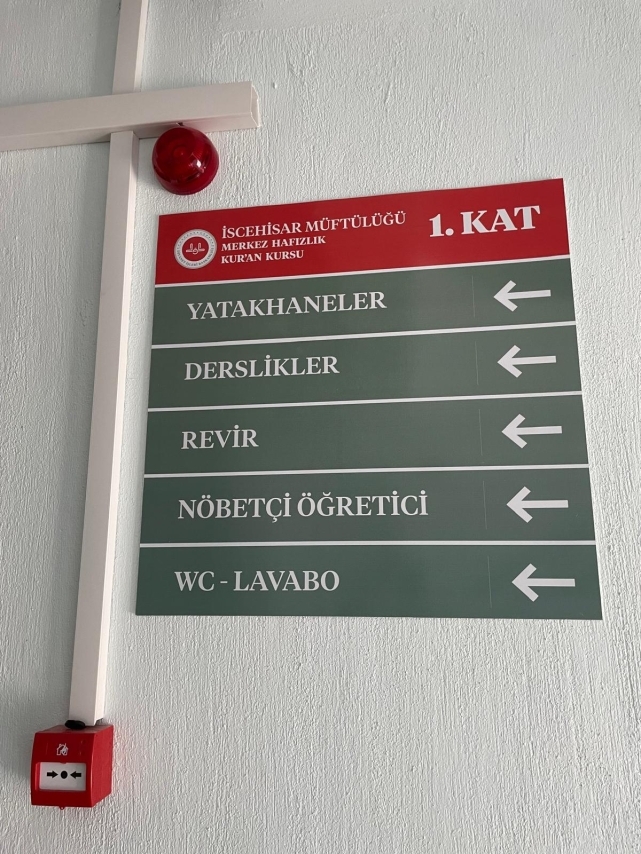 İSCEHİSAR MÜFTÜLÜĞÜ
MERKEZ HAFIZLIK
KUR'AN KURSU
1. KAT
YATAKHANELER
DERSLİKLER
REVİR
NÖBETÇİ ÖĞRETİCİ
WC - LAVABO